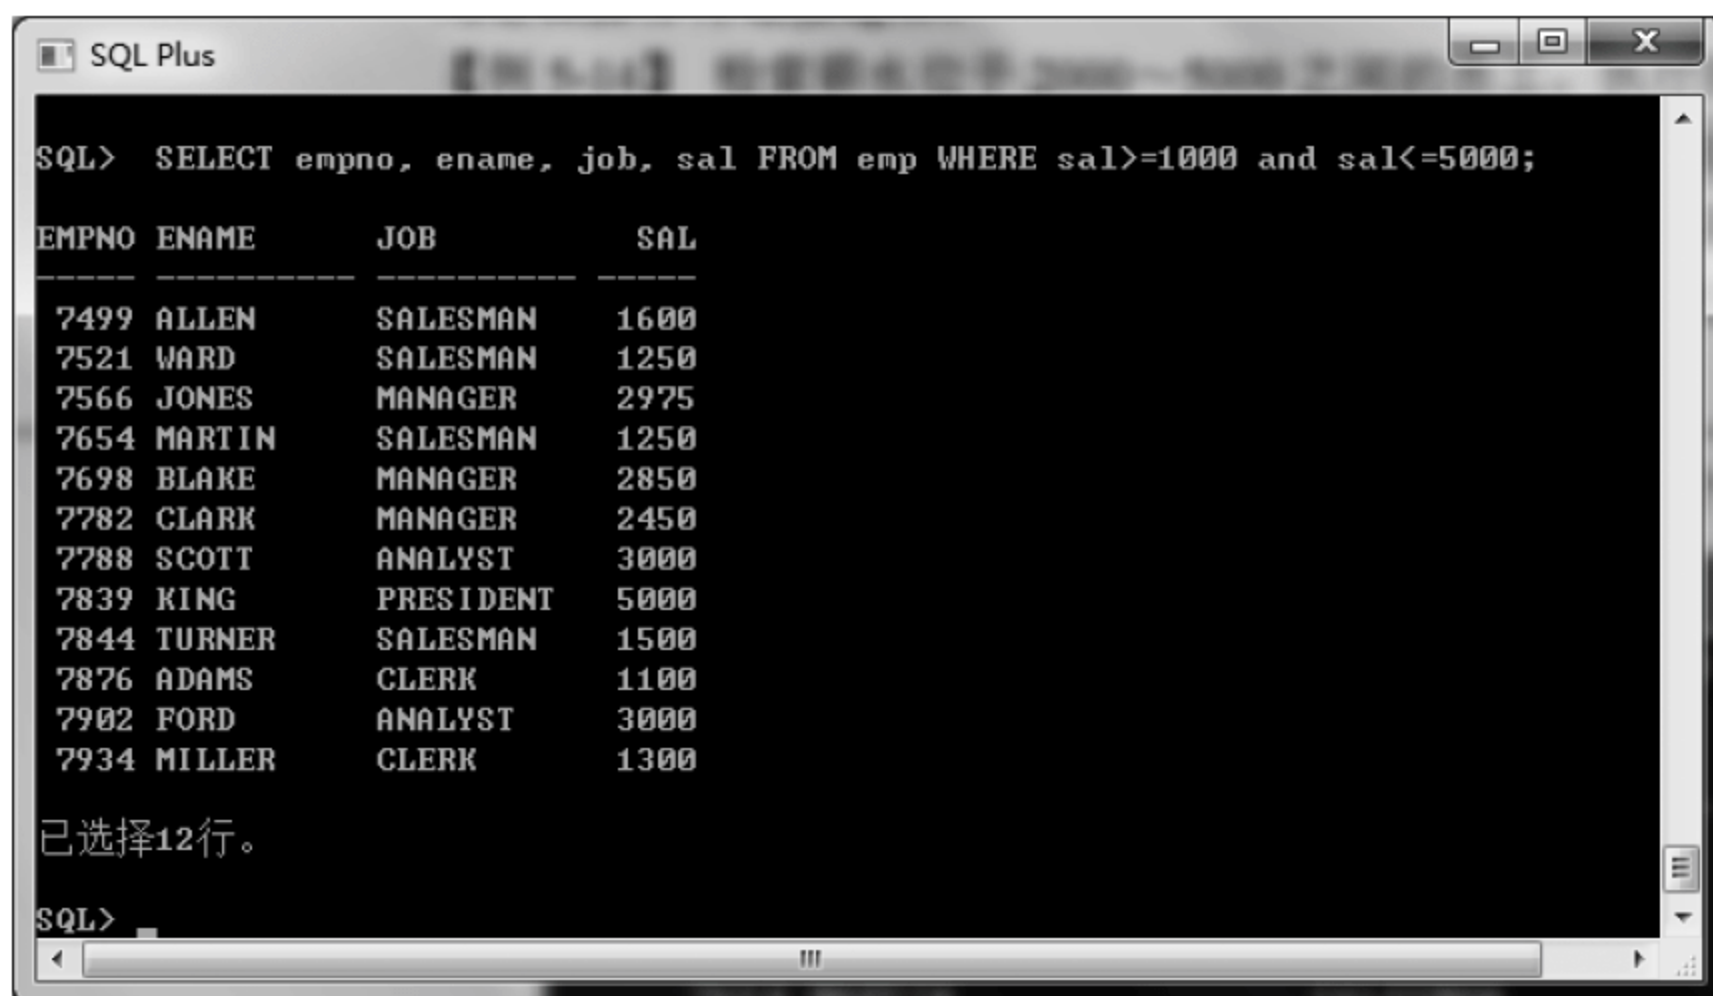 SQL Plus
SQL>  SELECT empno, ename, job, sal FROM emp WHERE sal>=1000 and sal<=5000;
EMPNO ENAME      JOB          SAL
----- ---------- ---------- -----
 7499 ALLEN      SALESMAN    1600
 7521 WARD       SALESMAN    1250
 7566 JONES      MANAGER     2975
 7654 MARTIN     SALESMAN    1250
 7698 BLAKE      MANAGER     2850
 7782 CLARK      MANAGER     2450
 7788 SCOTT      ANALYST     3000
 7839 KING       PRESIDENT   5000
 7844 TURNER     SALESMAN    1500
 7876 ADAMS      CLERK       1100
 7902 FORD       ANALYST     3000
 7934 MILLER     CLERK       1300
已选择12行。
SQL>